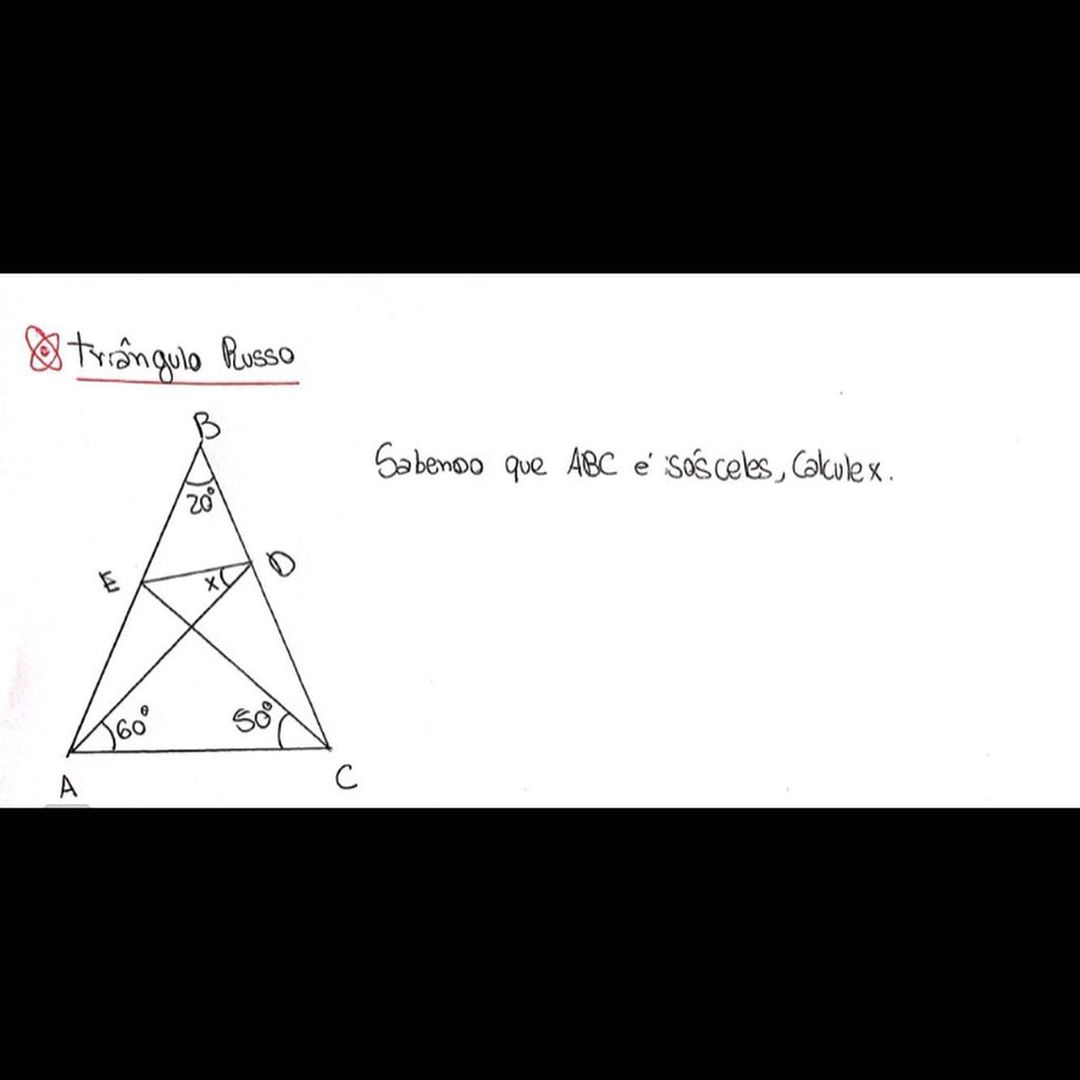 Triângulo Russo
B
Sabendo que ABC é isósceles, Calcule x.
20°
E
D
x
60°
50°
A
C